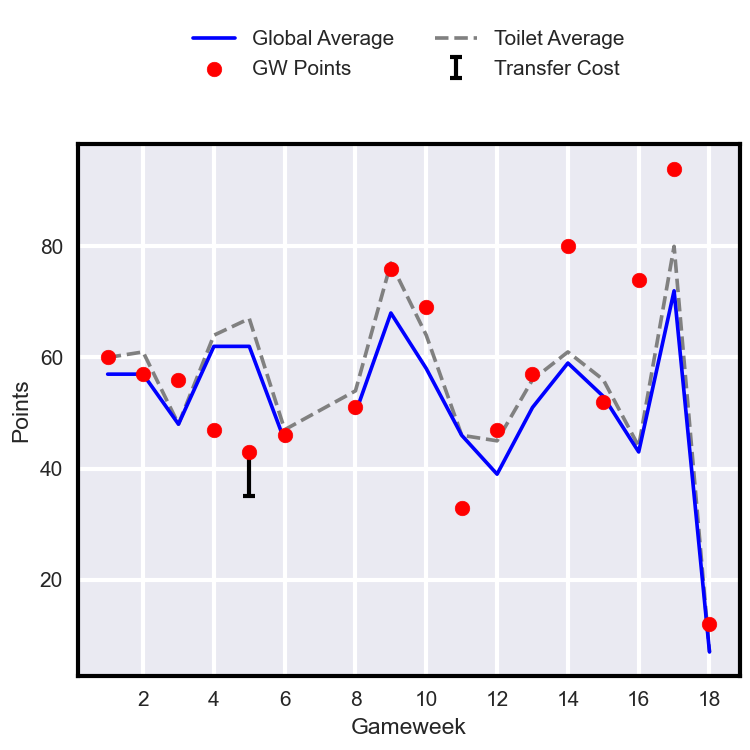 Global Average
Toilet Average
GW Points
Transfer Cost
80
60
40
20
Points
2 4 6 8 10 12 14 16 18
Gameweek